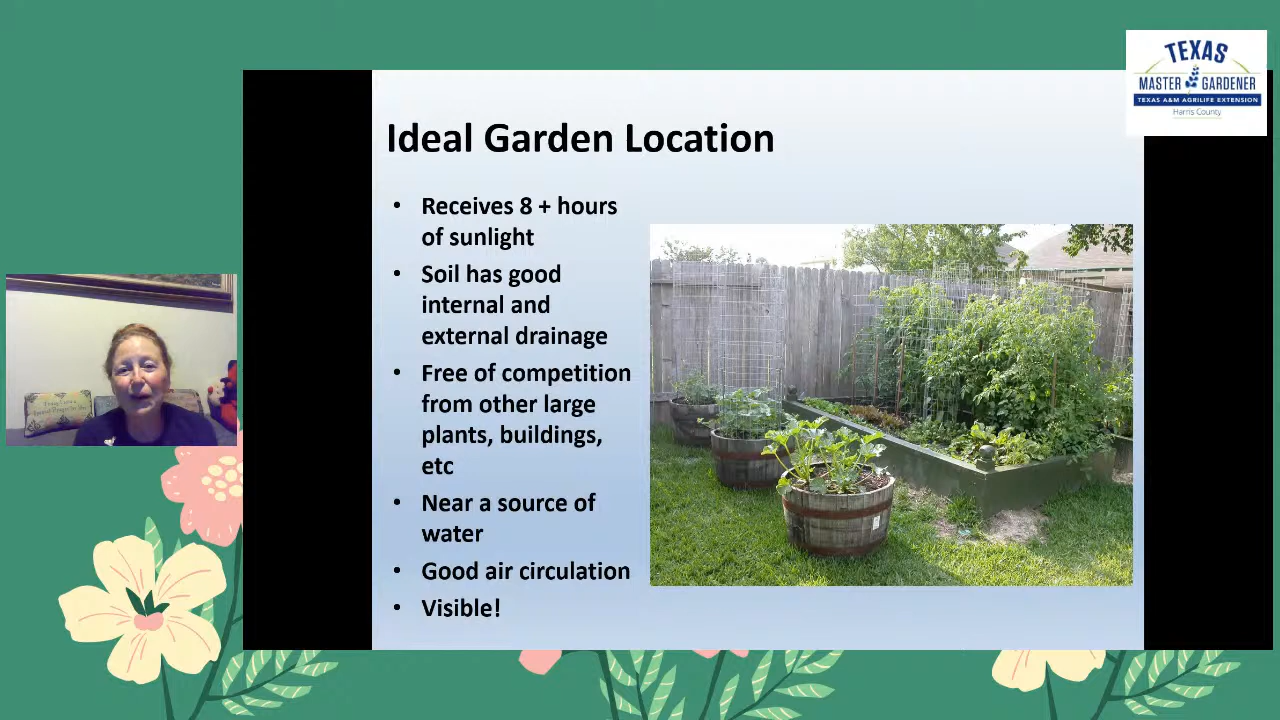 TEXAS
MASTER GARDENER
TEXAS A&M AGRILIFE EXTENSION
Harris County
Ideal Garden Location
• Receives 8 + hours
of sunlight
• Soil has good
internal and
external drainage
• Free of competition
from other large
plants, buildings,
etc
• Near a source of
water
• Good air circulation
• Visible!